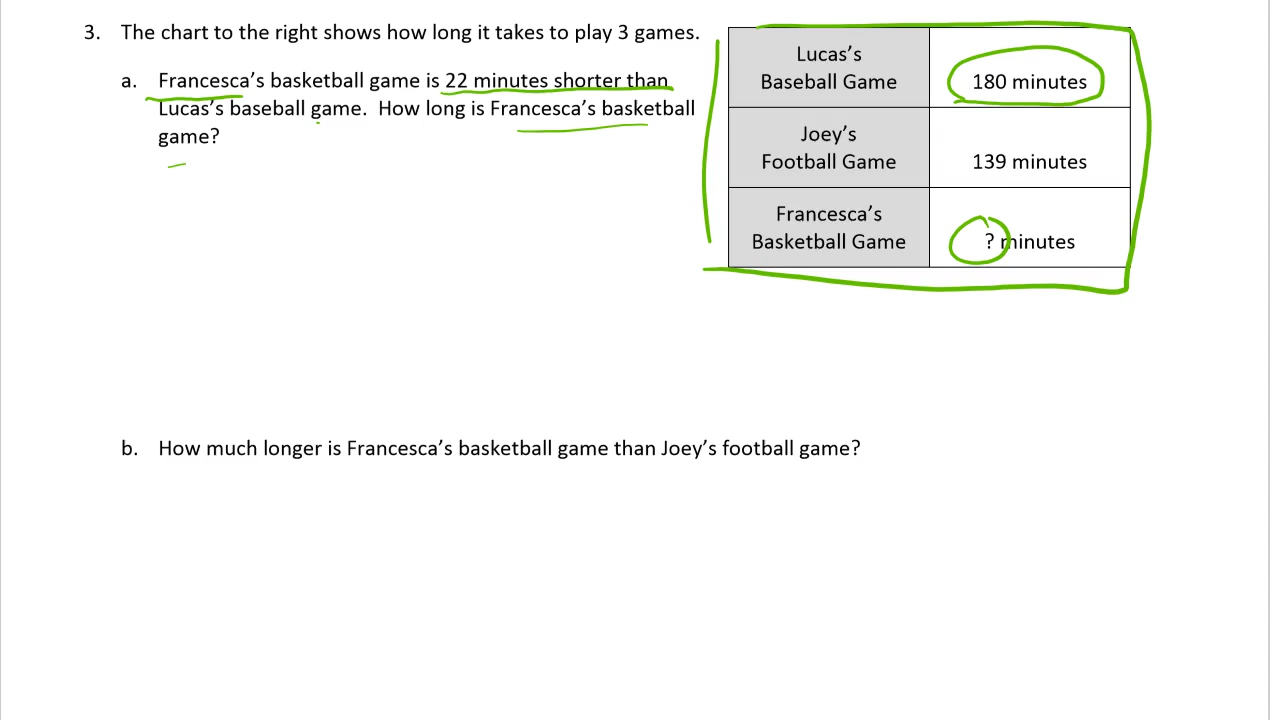 3. The chart to the right shows how long it takes to play 3 games.
a. Francesca’s basketball game is 22 minutes shorter than
Lucas’s baseball game. How long is Francesca’s basketball
game?
Lucas’s
Baseball Game
180 minutes
Joey’s
Football Game
139 minutes
Francesca’s
Basketball Game
? minutes
b. How much longer is Francesca’s basketball game than Joey’s football game?